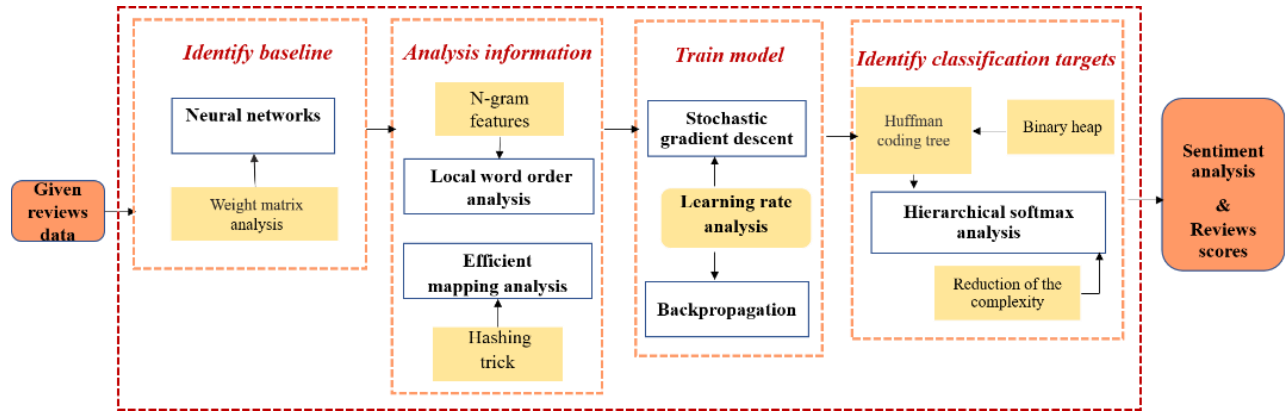 Given
reviews
data
Identify baseline
Neural networks
Weight matrix
analysis
Analysis information
N-gram
features
Local word order
analysis
Efficient
mapping analysis
Hashing
trick
Train model
Stochastic
gradient descent
Learning rate
analysis
Backpropagation
Identify classification targets
Huffman
coding tree
Binary heap
Hierarchical softmax
analysis
Reduction of the
complexity
Sentiment
analysis
&
Reviews
scores